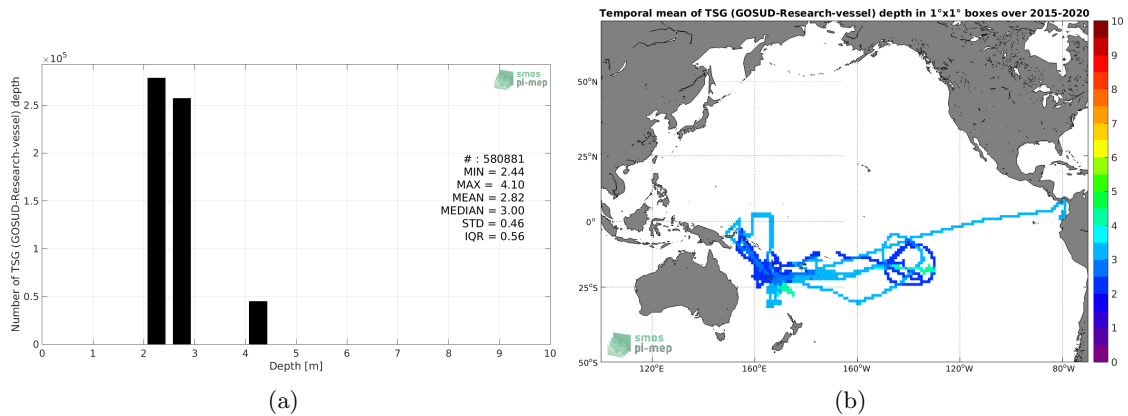 ×10⁵
2.5
2
1.5
1
0.5
0
Number of TSG (GOSUD-Research-vessel) depth
smos
pi-mep
# : 580881
MIN = 2.44
MAX = 4.10
MEAN = 2.82
MEDIAN = 3.00
STD = 0.46
IQR = 0.56
0 1 2 3 4 5 6 7 8 9 10
Depth [m]
(a)
Temporal mean of TSG (GOSUD-Research-vessel) depth in 1°x1° boxes over 2015-2020
50°N
25°N
0°
25°S
50°S
120°E 160°E 160°W 120°W 80°W
smos
pi-mep
10
9
8
7
6
5
4
3
2
1
0
(b)